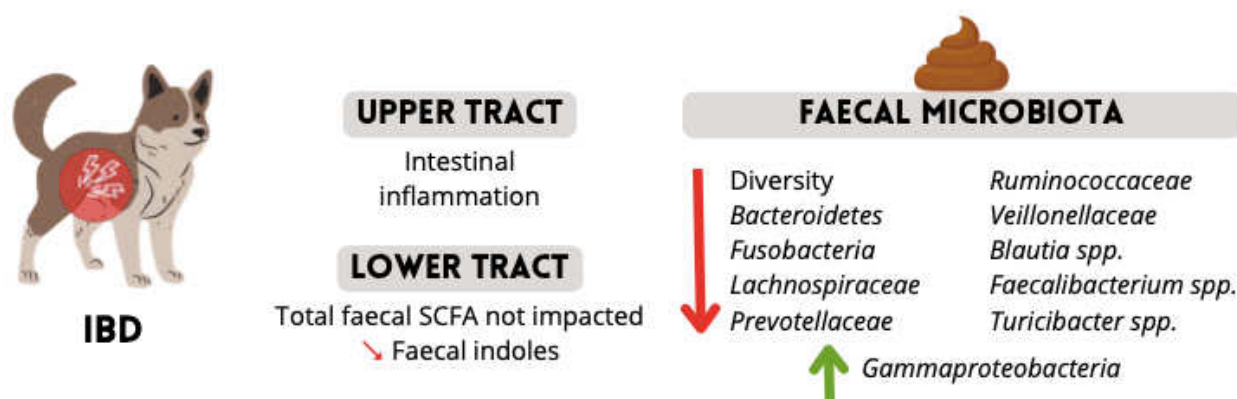 IBD
UPPER TRACT
Intestinal
inflammation
LOWER TRACT
Total faecal SCFA not impacted
↘ Faecal indoles
FAECAL MICROBIOTA
Diversity
Bacteroidetes
Fusobacteria
Lachnospiraceae
Prevotellaceae
Ruminococcaceae
Veillonellaceae
Blautia spp.
Faecalibacterium spp.
Turicibacter spp.
Gammaproteobacteria